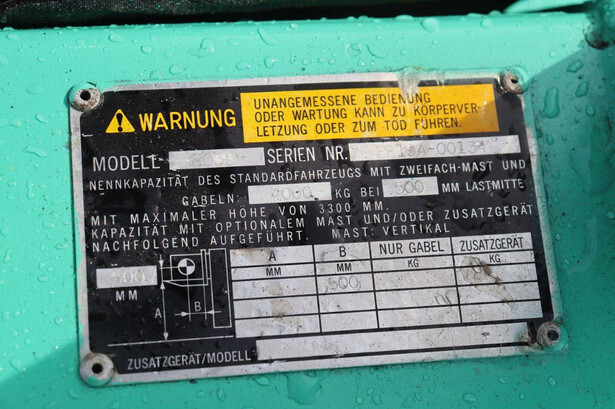 WARNUNG
UNANGEMESSENE BEDIENUNG
ODER WARTUNG KANN ZU KÖRPERVER-
LETZUNG ODER ZUM TOD FÜHREN.
MODELL SERIEN NR.
NENNKAPAZITÄT DES STANDARDFAHRZEUGS MIT ZWEIFACH-MAST UND
GABELN: 4000 KG BEI 500 MM LASTMITTE
MIT MAXIMALER HÖHE VON 3300 MM.
KAPAZITÄT MIT OPTIONALEM MAST UND/ODER ZUSATZGERÄT
NACHFOLGEND AUFGEFÜHRT. MAST: VERTIKAL
A B NUR GABEL ZUSATZGERÄT
MM MM KG KG
500
500
MM
A B
ZUSATZGERÄT/MODELL